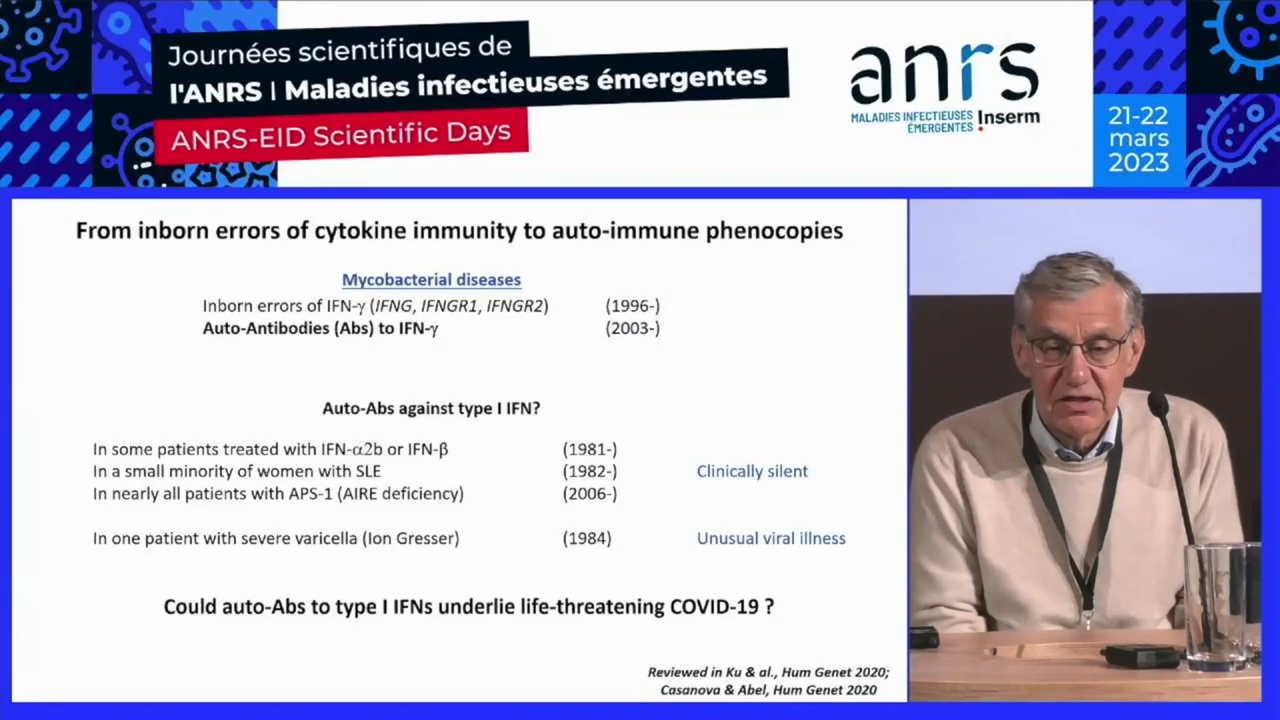 Journées scientifiques de
l'ANRS | Maladies infectieuses émergentes
ANRS-EID Scientific Days
anrs
MALADIES INFECTIEUSES
ÉMERGENTES
Inserm
21-22
mars
2023
From inborn errors of cytokine immunity to auto-immune phenocopies
Mycobacterial diseases
Inborn errors of IFN-γ (IFNG, IFNGR1, IFNGR2) (1996-)
Auto-Antibodies (Abs) to IFN-γ (2003-)
Auto-Abs against type I IFN?
In some patients treated with IFN-α2b or IFN-β (1981-)
In a small minority of women with SLE (1982-) Clinically silent
In nearly all patients with APS-1 (AIRE deficiency) (2006-)
In one patient with severe varicella (Ion Gresser) (1984) Unusual viral illness
Could auto-Abs to type I IFNs underlie life-threatening COVID-19 ?
Reviewed in Ku & al., Hum Genet 2020;
Casanova & Abel, Hum Genet 2020